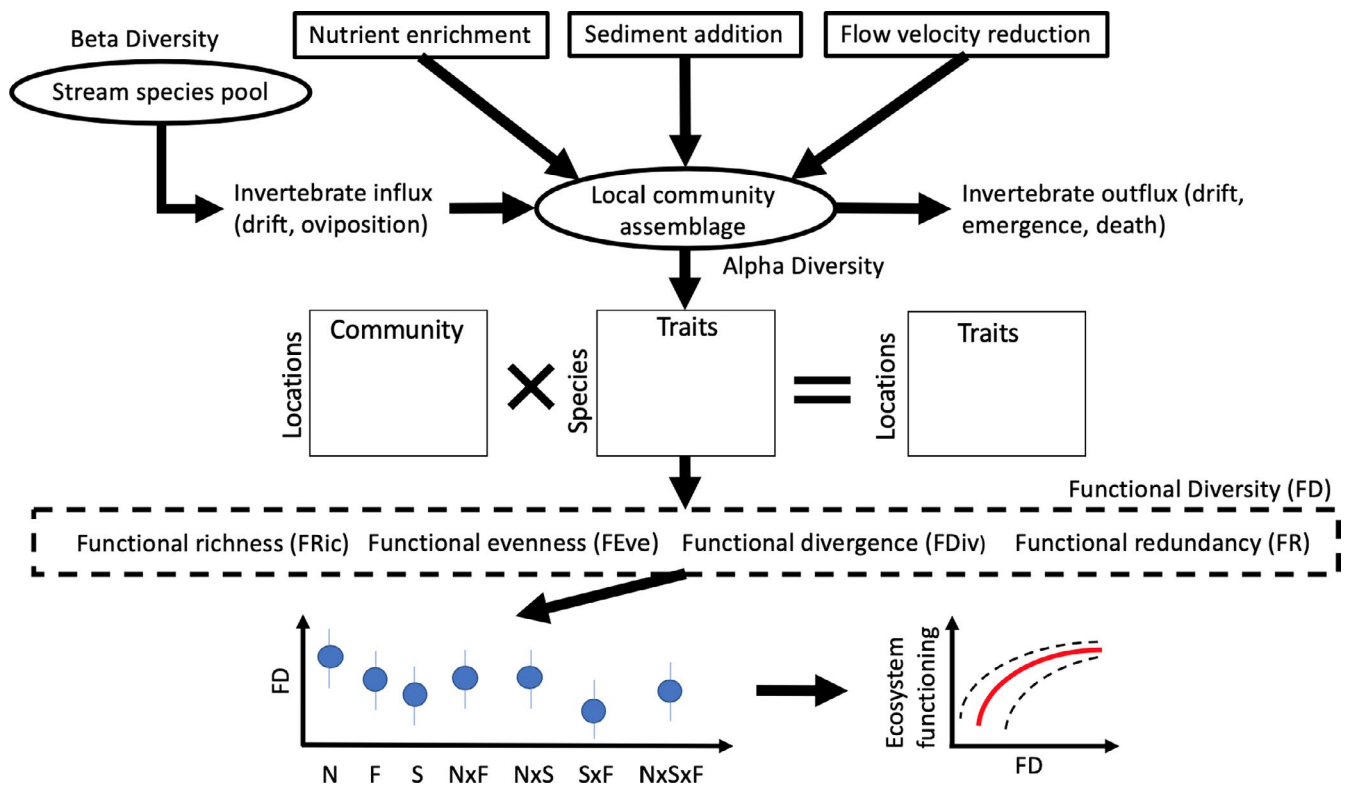 Beta Diversity
Stream species pool
Nutrient enrichment
Sediment addition
Flow velocity reduction
Invertebrate influx
(drift, oviposition)
Local community
assemblage
Invertebrate outflux (drift,
emergence, death)
Alpha Diversity
Locations
Community
Species
Traits
Locations
Traits
Functional Diversity (FD)
Functional richness (FRic)
Functional evenness (FEve)
Functional divergence (FDiv)
Functional redundancy (FR)
FD
N
F
S
NxF
NxS
SxF
NxSxF
Ecosystem
functioning
FD